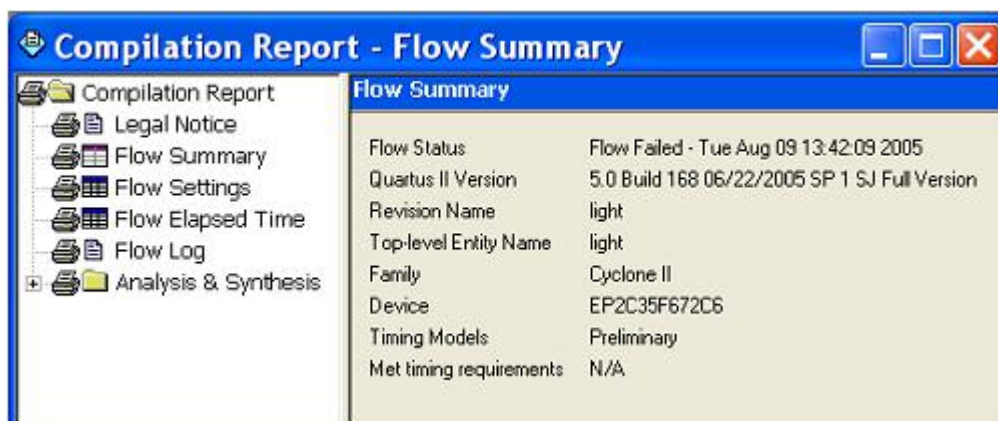 Compilation Report - Flow Summary
Compilation Report
Legal Notice
Flow Summary
Flow Settings
Flow Elapsed Time
Flow Log
Analysis & Synthesis
Flow Summary
Flow Status Flow Failed - Tue Aug 09 13:42:09 2005
Quartus II Version 5.0 Build 168 06/22/2005 SP 1 SJ Full Version
Revision Name light
Top-level Entity Name light
Family Cyclone II
Device EP2C35F672C6
Timing Models Preliminary
Met timing requirements N/A